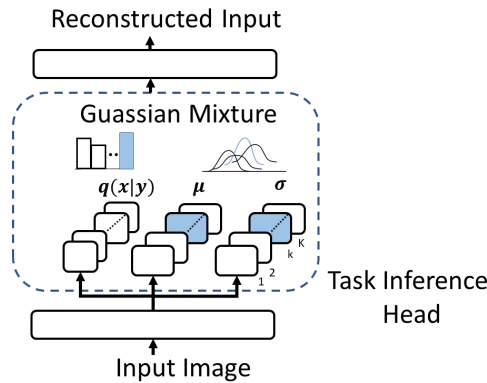 Reconstructed Input
Guassian Mixture
q(x|y) μ σ
1 2 k K
Task Inference
Head
Input Image